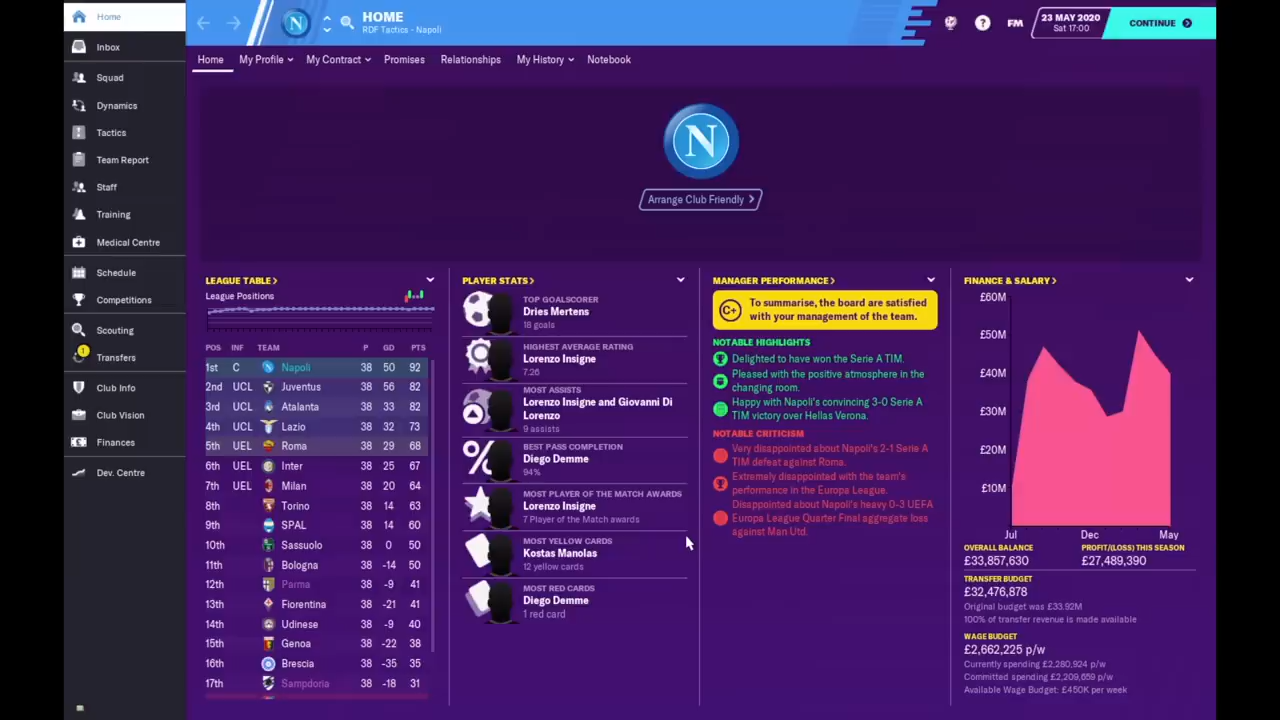 Home
HOME
RDF Tactics - Napoli
FM
23 MAY 2020
Sat 17:00
CONTINUE
Inbox
Squad
Dynamics
Tactics
Team Report
Staff
Training
Medical Centre
Schedule
Competitions
Scouting
1
Transfers
Club Info
Club Vision
Finances
Dev. Centre
Home My Profile My Contract Promises Relationships My History Notebook
N
Arrange Club Friendly
LEAGUE TABLE
League Positions
POS INF TEAM P GD PTS
1st C Napoli 38 50 92
2nd UCL Juventus 38 56 82
3rd UCL Atalanta 38 33 82
4th UCL Lazio 38 32 73
5th UEL Roma 38 29 68
6th UEL Inter 38 25 67
7th UEL Milan 38 20 64
8th Torino 38 14 63
9th SPAL 38 14 60
10th Sassuolo 38 0 50
11th Bologna 38 -14 50
12th Parma 38 -9 41
13th Fiorentina 38 -21 41
14th Udinese 38 -9 40
15th Genoa 38 -22 38
16th Brescia 38 -35 35
17th Sampdoria 38 -18 31
PLAYER STATS
TOP GOALSCORER
Dries Mertens
18 goals
HIGHEST AVERAGE RATING
Lorenzo Insigne
7.26
MOST ASSISTS
Lorenzo Insigne and Giovanni Di
Lorenzo
9 assists
BEST PASS COMPLETION
Diego Demme
94%
MOST PLAYER OF THE MATCH AWARDS
Lorenzo Insigne
7 Player of the Match awards
MOST YELLOW CARDS
Kostas Manolas
12 yellow cards
MOST RED CARDS
Diego Demme
1 red card
MANAGER PERFORMANCE
C+
To summarise, the board are satisfied
with your management of the team.
NOTABLE HIGHLIGHTS
Delighted to have won the Serie A TIM.
Pleased with the positive atmosphere in the
changing room.
Happy with Napoli's convincing 3-0 Serie A
TIM victory over Hellas Verona.
NOTABLE CRITICISM
Very disappointed about Napoli's 2-1 Serie A
TIM defeat against Roma.
Extremely disappointed with the team's
performance in the Europa League.
Disappointed about Napoli's heavy 0-3 UEFA
Europa League Quarter Final aggregate loss
against Man Utd.
FINANCE & SALARY
£60M
£50M
£40M
£30M
£20M
£10M
Jul Dec May
OVERALL BALANCE PROFIT/(LOSS) THIS SEASON
£33,857,630 £27,489,390
TRANSFER BUDGET
£32,476,878
Original budget was £33.92M
100% of transfer revenue is made available
WAGE BUDGET
£2,662,225 p/w
Currently spending £2,280,924 p/w
Committed spending £2,209,659 p/w
Available Wage Budget: £450K per week